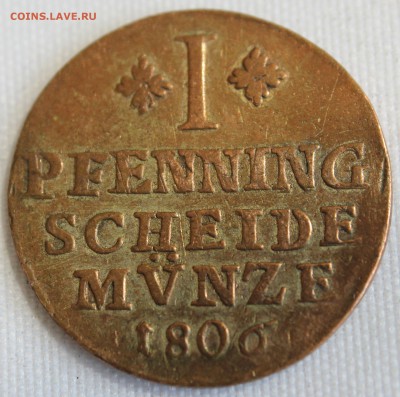 COINS.LAVE.RU
I
PFENNING
SCHEIDE
MÜNZE
1806